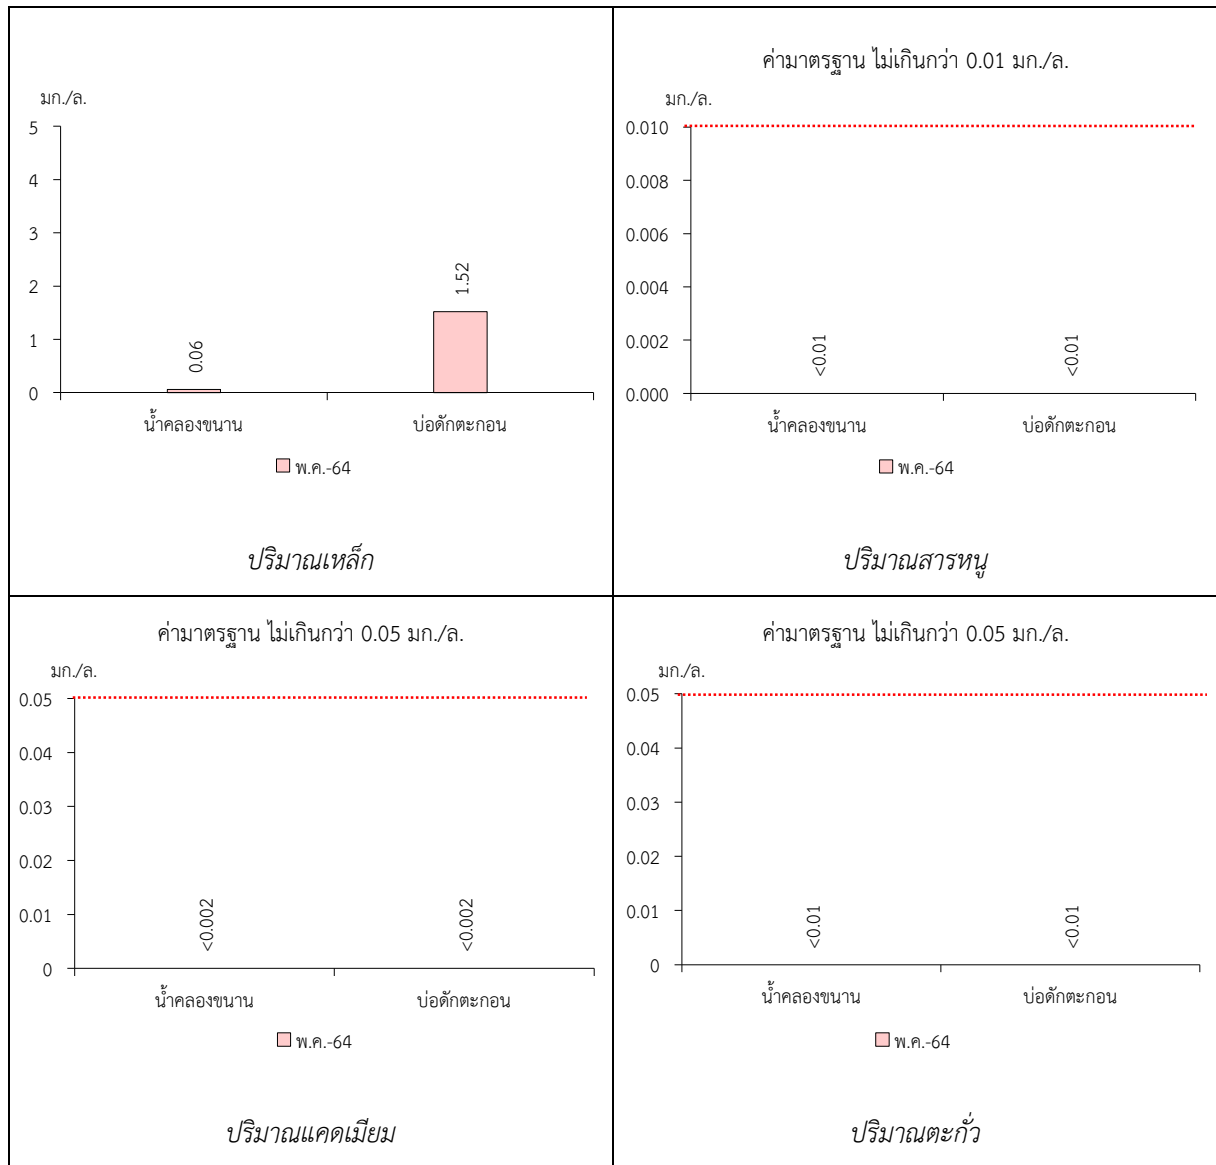 มก./ล.
5
4
3
2
1
0
0.06
1.52
น้ำคลองขนาน บ่อดักตะกอน
พ.ค.-64
ปริมาณเหล็ก
ค่ามาตรฐาน ไม่เกินกว่า 0.01 มก./ล.
มก./ล.
0.010
0.008
0.006
0.004
0.002
0.000
<0.01 <0.01
น้ำคลองขนาน บ่อดักตะกอน
พ.ค.-64
ปริมาณสารหนู
ค่ามาตรฐาน ไม่เกินกว่า 0.05 มก./ล.
มก./ล.
0.05
0.04
0.03
0.02
0.01
0
<0.002 <0.002
น้ำคลองขนาน บ่อดักตะกอน
พ.ค.-64
ปริมาณแคดเมียม
ค่ามาตรฐาน ไม่เกินกว่า 0.05 มก./ล.
มก./ล.
0.05
0.04
0.03
0.02
0.01
0
<0.01 <0.01
น้ำคลองขนาน บ่อดักตะกอน
พ.ค.-64
ปริมาณตะกั่ว